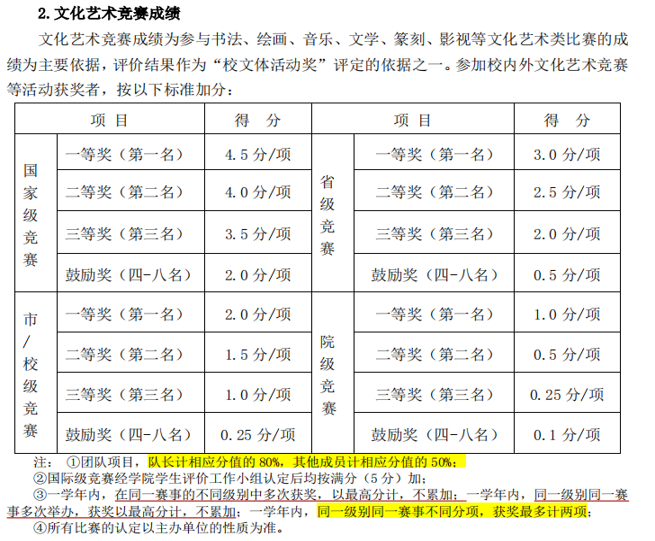 2.文化艺术竞赛成绩
文化艺术竞赛成绩为参与书法、绘画、音乐、文学、篆刻、影视等文化艺术类比赛的成
绩为主要依据，评价结果作为“校文体活动奖”评定的依据之一。参加校内外文化艺术竞赛
等活动获奖者，按以下标准加分：
项 目 得 分 项 目 得 分
国家级竞赛 一等奖（第一名） 4.5 分/项 省级竞赛 一等奖（第一名） 3.0 分/项
二等奖（第二名） 4.0 分/项 二等奖（第二名） 2.5 分/项
三等奖（第三名） 3.5 分/项 三等奖（第三名） 2.0 分/项
鼓励奖（四-八名） 2.0 分/项 鼓励奖（四-八名） 0.5 分/项
市/校级竞赛 一等奖（第一名） 2.0 分/项 院级竞赛 一等奖（第一名） 1.0 分/项
二等奖（第二名） 1.5 分/项 二等奖（第二名） 0.5 分/项
三等奖（第三名） 1.0 分/项 三等奖（第三名） 0.25 分/项
鼓励奖（四-八名） 0.25 分/项 鼓励奖（四-八名） 0.1 分/项
注： ①团队项目，队长计相应分值的 80%，其他成员计相应分值的 50%；
②国际级竞赛经学院学生评价工作小组认定后均按满分（5 分）加；
③一学年内，在同一赛事的不同级别中多次获奖，以最高分计，不累加；一学年内，同一级别同一赛
事多次举办，获奖以最高分计，不累加；一学年内，同一级别同一赛事不同分项，获奖最多计两项；
④所有比赛的认定以主办单位的性质为准。